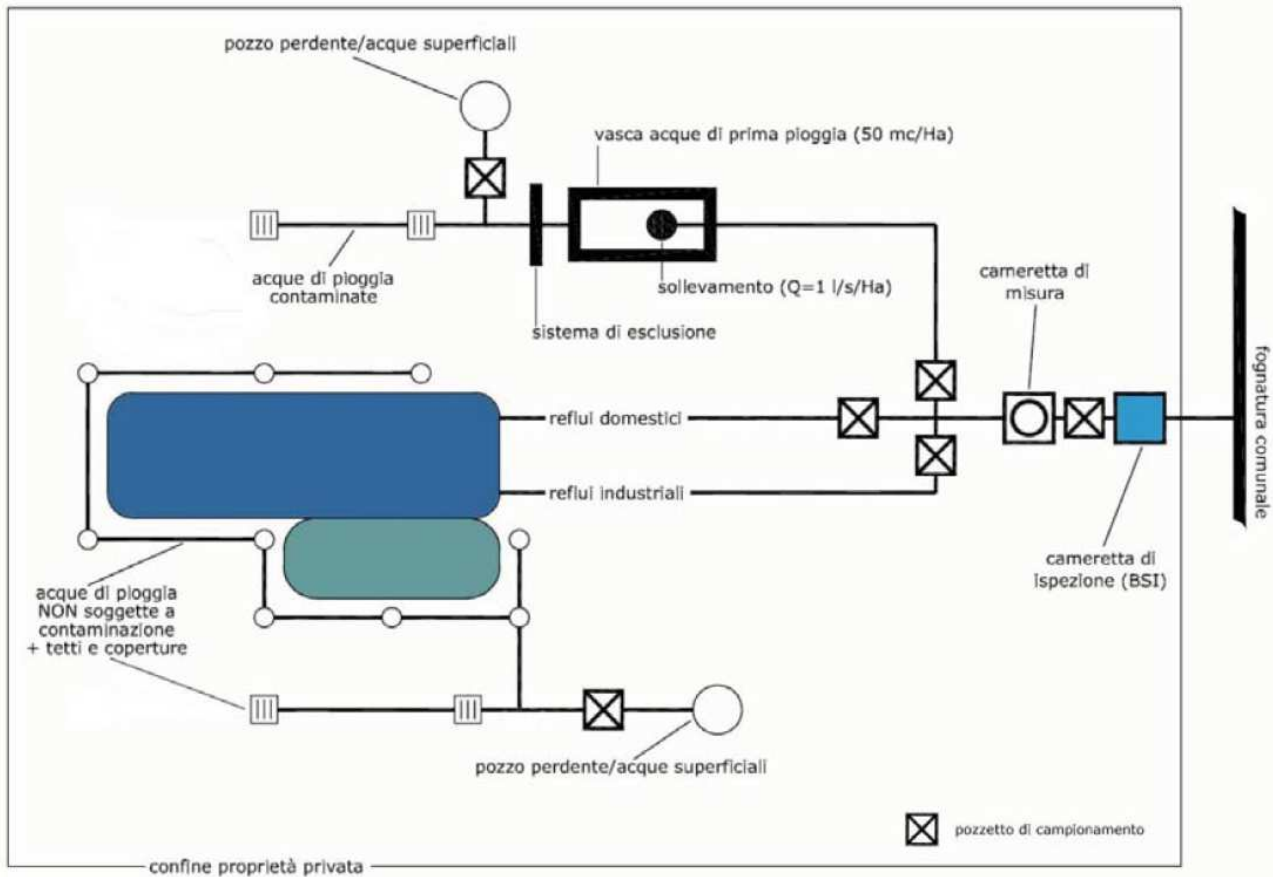 pozzo perdente/acque superficiali
vasca acque di prima pioggia (50 mc/Ha)
acque di pioggia
contaminate
sollevamento (Q=1 l/s/Ha)
sistema di esclusione
cameretta di
misura
fognatura comunale
reflui domestici
reflui industriali
cameretta di
ispezione (BSI)
acque di pioggia
NON soggette a
contaminazione
+ tetti e coperture
pozzo perdente/acque superficiali
pozzetto di campionamento
confine proprietà privata